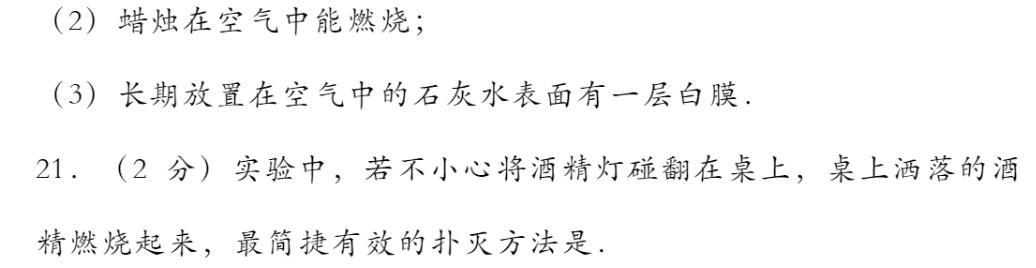 （2）蜡烛在空气中能燃烧；
（3）长期放置在空气中的石灰水表面有一层白膜．
21．（2 分）实验中，若不小心将酒精灯碰翻在桌上，桌上洒落的酒
精燃烧起来，最简捷有效的扑灭方法是．